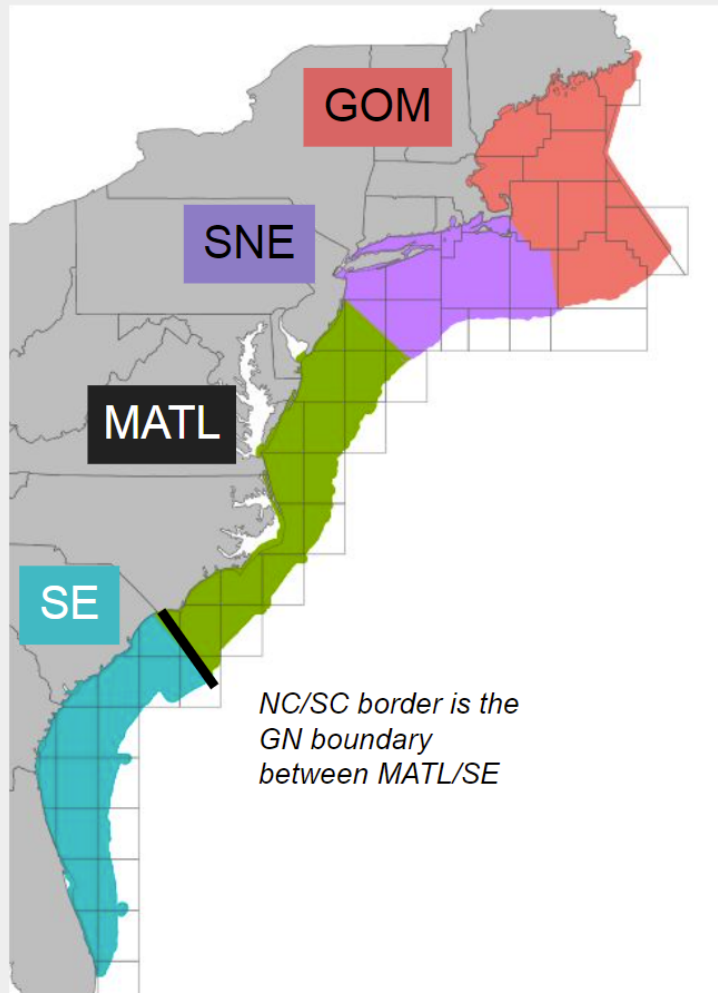 GOM
SNE
MATL
SE
NC/SC border is the
GN boundary
between MATL/SE